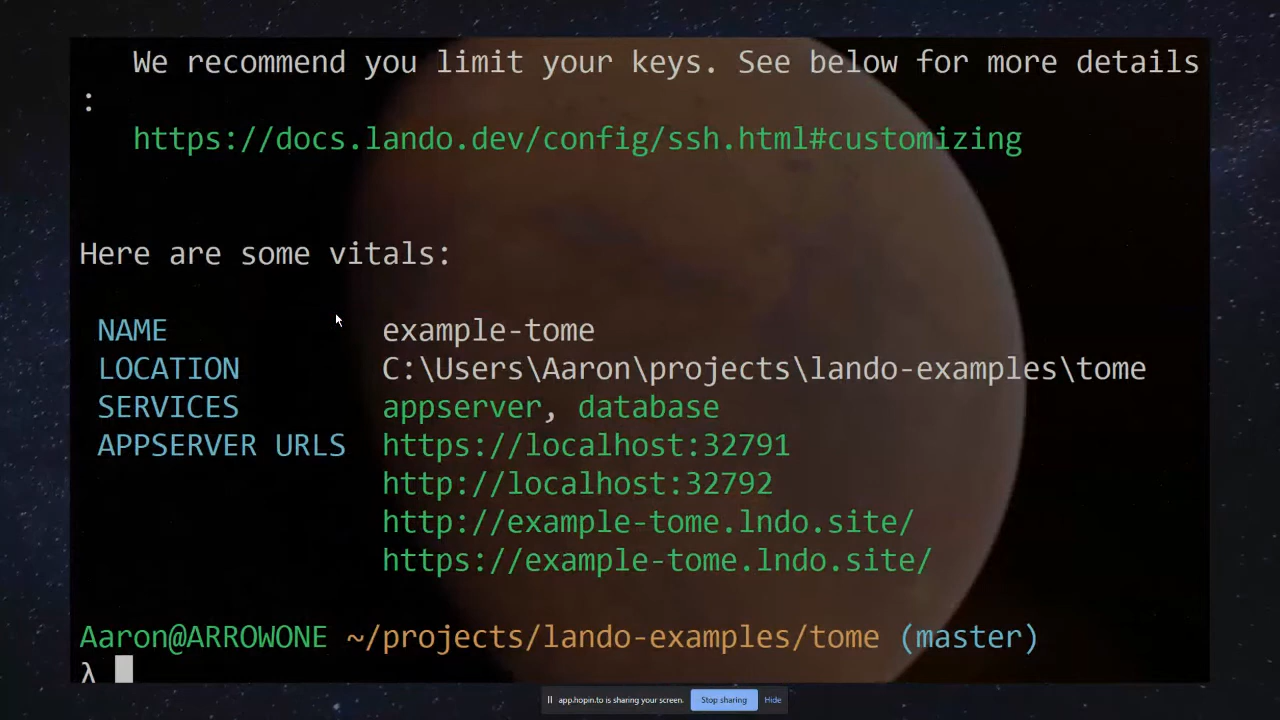 We recommend you limit your keys. See below for more details
:
https://docs.lando.dev/config/ssh.html#customizing
Here are some vitals:
NAME example-tome
LOCATION C:\Users\Aaron\projects\lando-examples\tome
SERVICES appserver, database
APPSERVER URLS https://localhost:32791
http://localhost:32792
http://example-tome.lndo.site/
https://example-tome.lndo.site/
Aaron@ARROWONE ~/projects/lando-examples/tome (master)
λ
app.hopin.to is sharing your screen. Stop sharing Hide